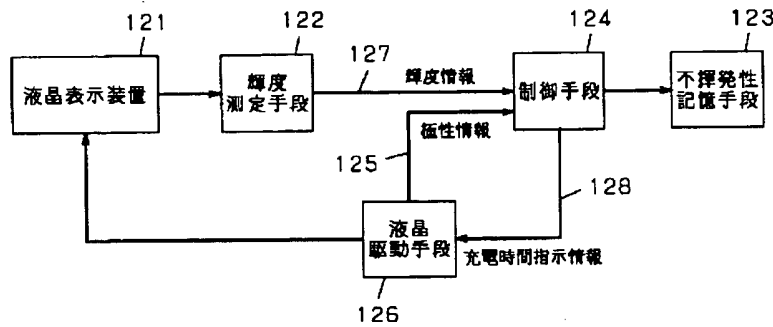 121
122
124
123
液晶表示装置
輝度
測定手段
127
輝度情報
制御手段
不揮発性
記憶手段
極性情報
125
128
液晶
駆動手段
充電時間指示情報
126